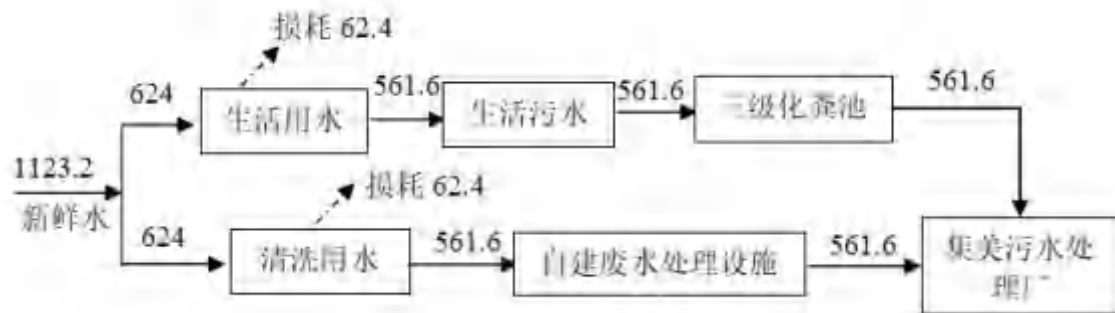 损耗 62.4
624
生活用水
561.6
生活污水
561.6
三级化粪池
561.6
1123.2
新鲜水
损耗 62.4
624
清洗用水
561.6
自建废水处理设施
561.6
集美污水处
理厂